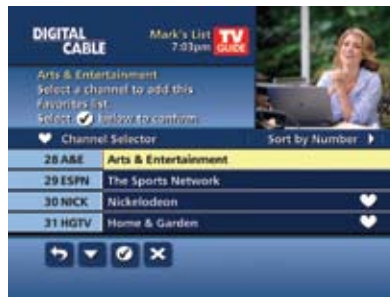 DIGITAL
CABLE
Mark's List
7:03pm
TV
GUIDE
Arts & Entertainment
Select a channel to add this
Favorites list.
Select below to confirm
Channel Selector
Sort by Number
28 A&E Arts & Entertainment
29 ESPN The Sports Network
30 NICK Nickelodeon
31 HGTV Home & Garden